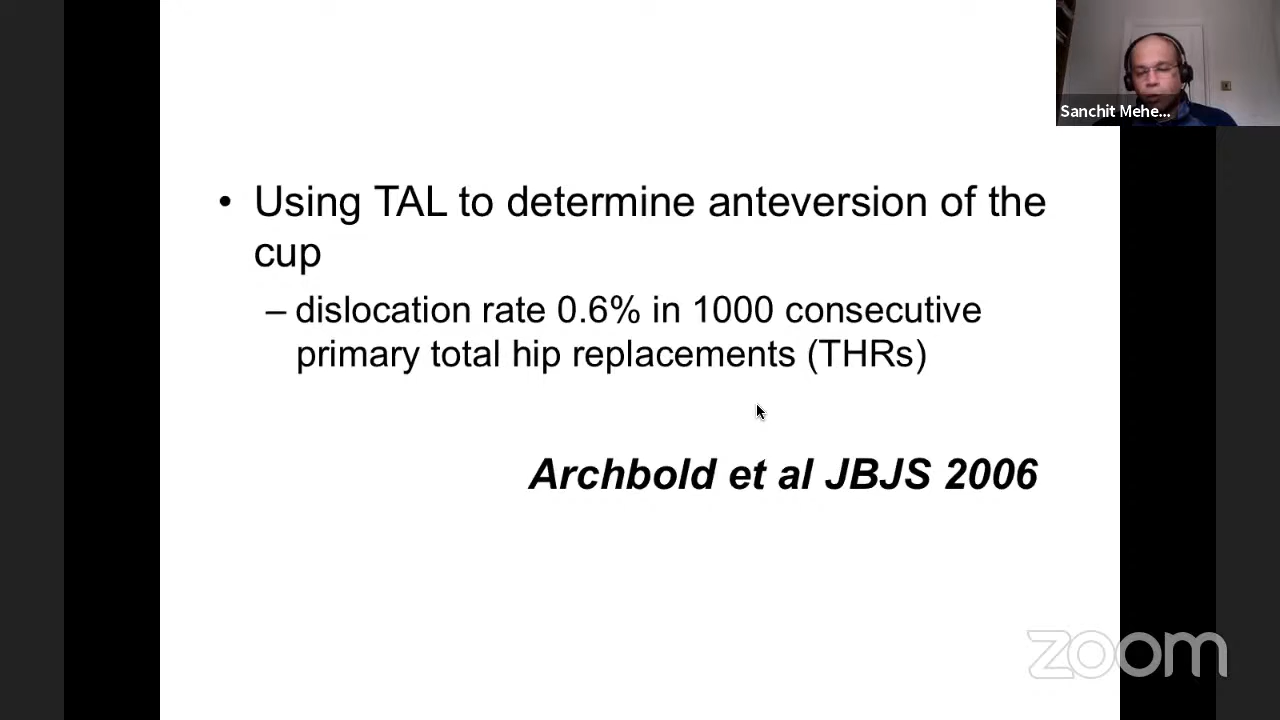 Sanchit Mehe...
• Using TAL to determine anteversion of the
cup
– dislocation rate 0.6% in 1000 consecutive
primary total hip replacements (THRs)
Archbold et al JBJS 2006
zoom